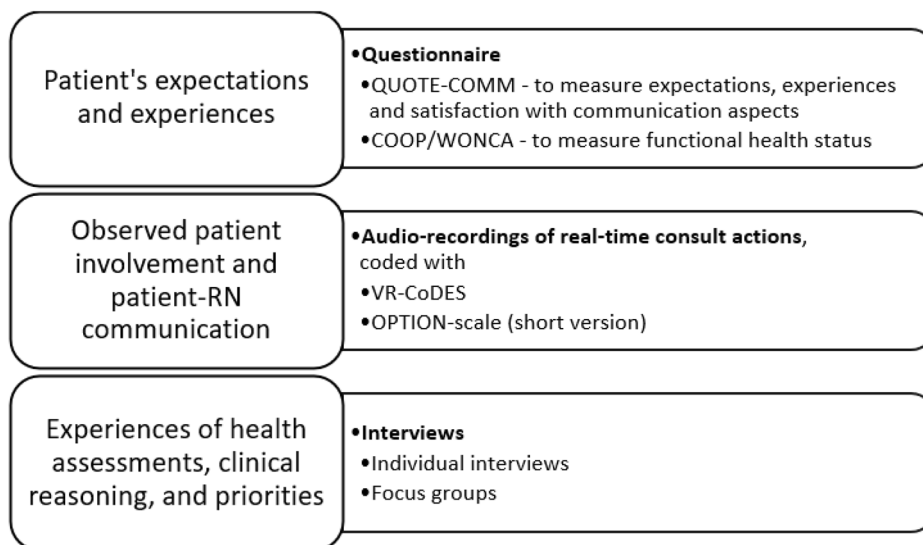 Patient's expectations
and experiences
•Questionnaire
•QUOTE-COMM - to measure expectations, experiences
and satisfaction with communication aspects
•COOP/WONCA - to measure functional health status
Observed patient
involvement and
patient-RN
communication
•Audio-recordings of real-time consult actions,
coded with
•VR-CoDES
•OPTION-scale (short version)
Experiences of health
assessments, clinical
reasoning, and priorities
•Interviews
•Individual interviews
•Focus groups